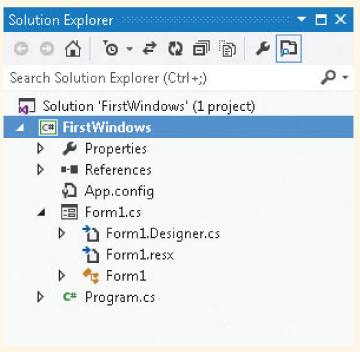 Solution Explorer
Search Solution Explorer (Ctrl+;)
Solution 'FirstWindows' (1 project)
C# FirstWindows
Properties
References
App.config
Form1.cs
Form1.Designer.cs
Form1.resx
Form1
C# Program.cs